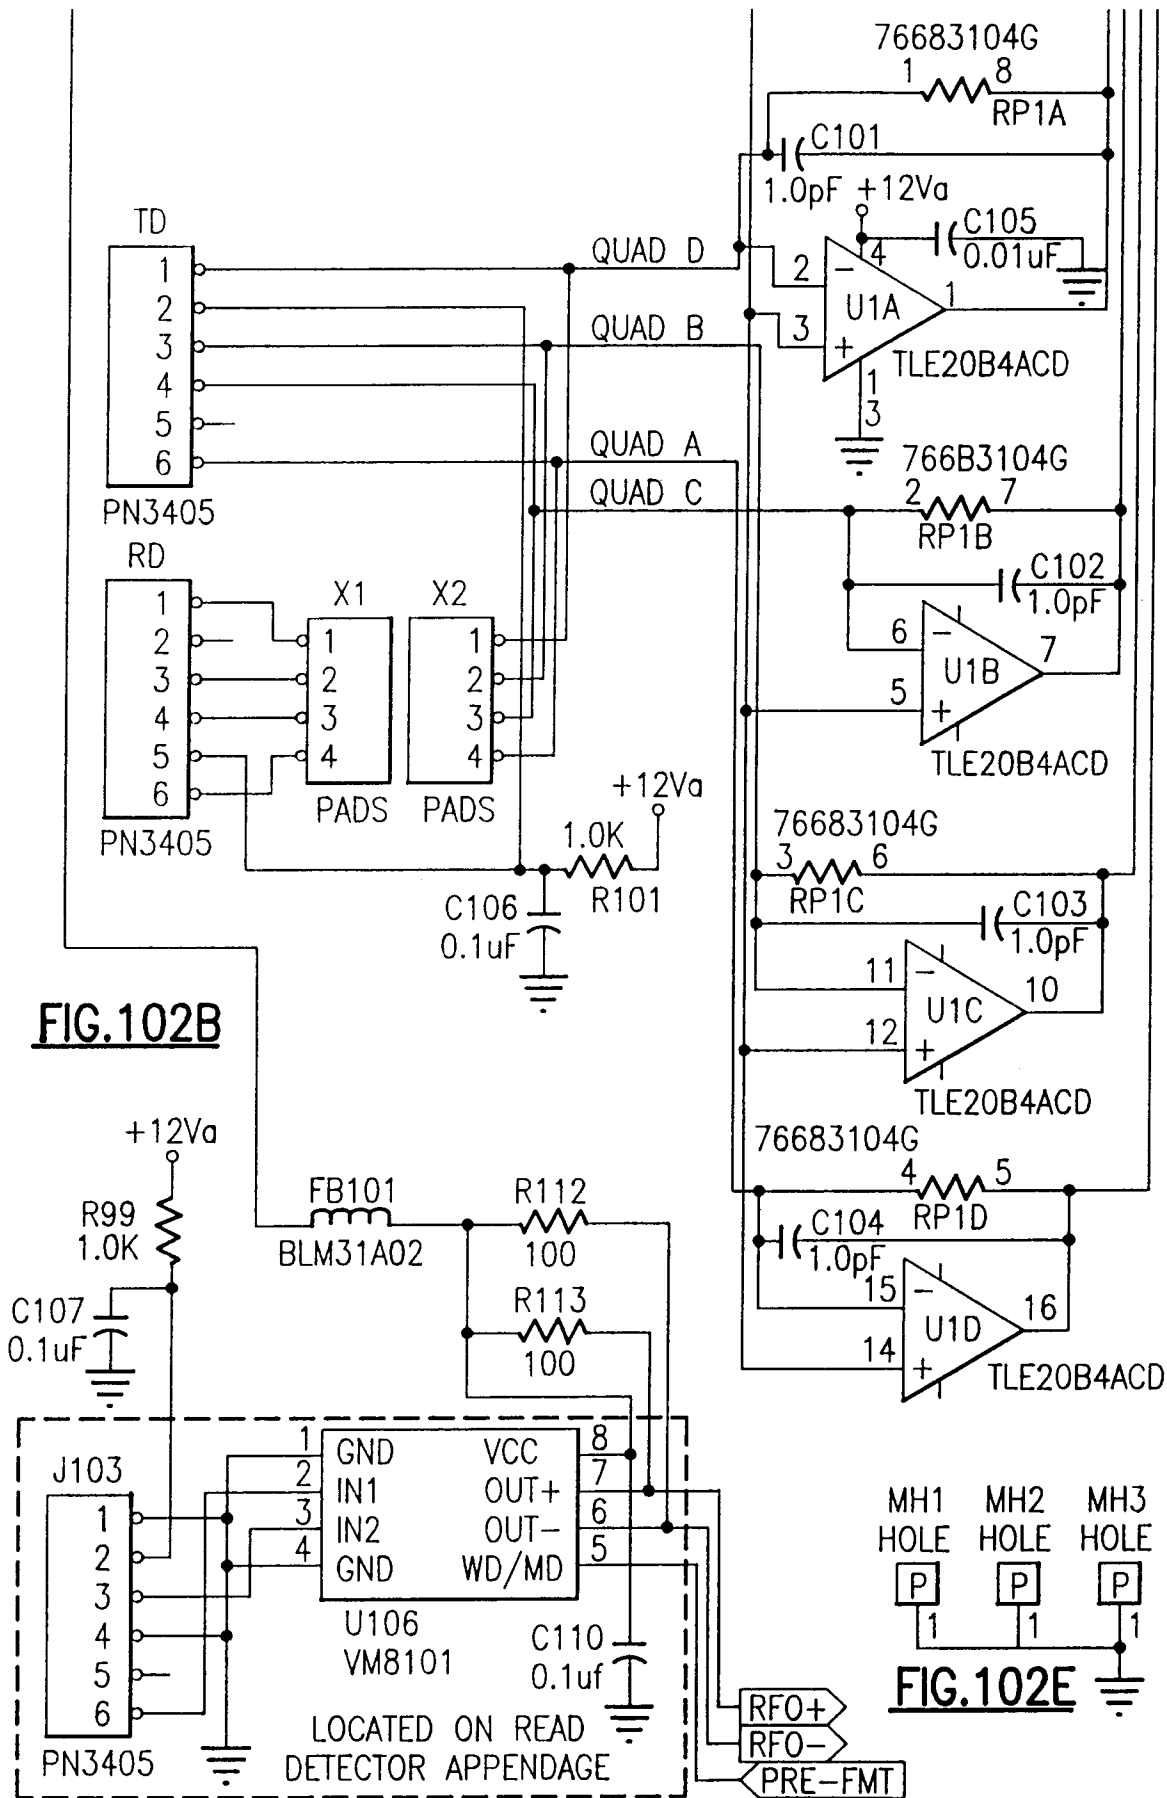 76683104G
1 8
RP1A
C101
1.0pF +12Va
C105
0.01uF
4
2 −
U1A 1
3 +
TLE20B4ACD
1
3
TD
1
2
3
4
5
6
PN3405
QUAD D
QUAD B
QUAD A
QUAD C
766B3104G
2 7
RP1B
C102
1.0pF
6 −
U1B 7
5 +
TLE20B4ACD
RD
1
2
3
4
5
6
PN3405
X1
1
2
3
4
PADS
X2
1
2
3
4
PADS
+12Va
1.0K
R101
C106
0.1uF
76683104G
3 6
RP1C
C103
1.0pF
11 −
U1C 10
12 +
TLE20B4ACD
FIG.102B
+12Va
R99
1.0K
C107
0.1uF
FB101
BLM31A02
R112
100
R113
100
76683104G
4 5
RP1D
C104
1.0pF
15 −
U1D 16
14 +
TLE20B4ACD
J103
1
2
3
4
5
6
PN3405
1 GND VCC 8
2 IN1 OUT+ 7
3 IN2 OUT− 6
4 GND WD/MD 5
U106
VM8101
C110
0.1uf
LOCATED ON READ
DETECTOR APPENDAGE
RFO+
RFO−
PRE−FMT
MH1 MH2 MH3
HOLE HOLE HOLE
P P P
1 1 1
FIG.102E